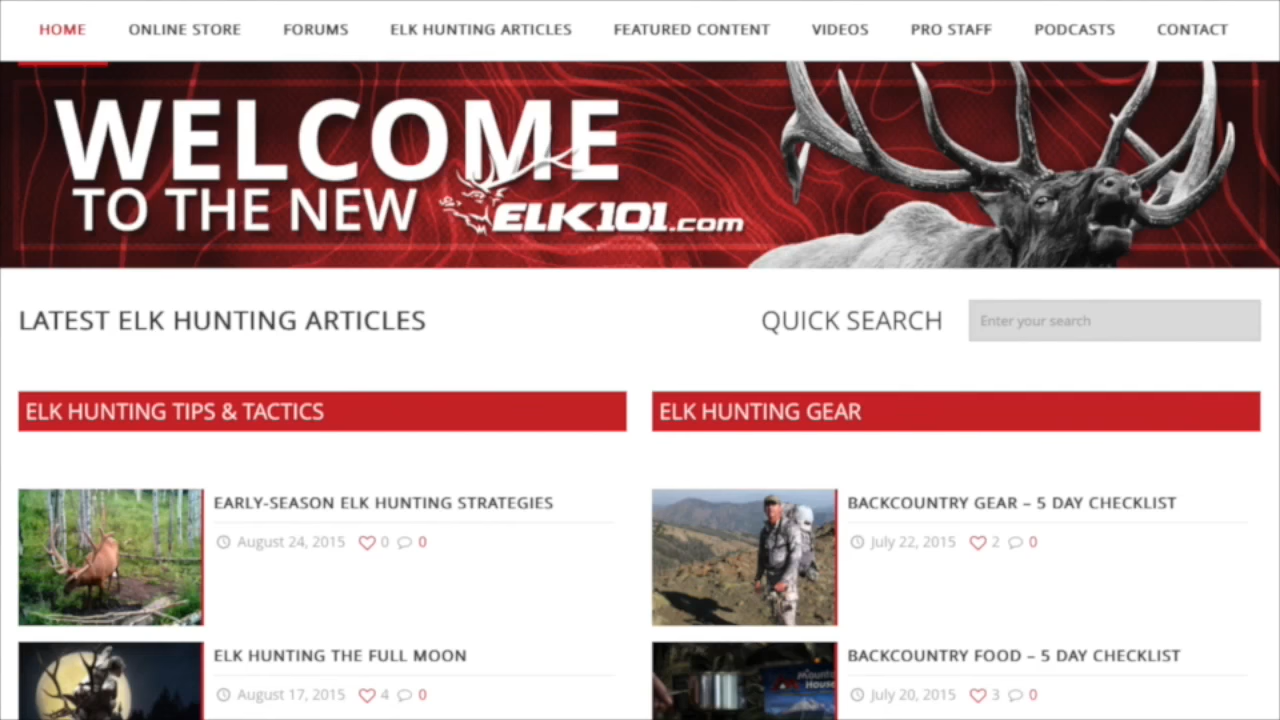 HOME ONLINE STORE FORUMS ELK HUNTING ARTICLES FEATURED CONTENT VIDEOS PRO STAFF PODCASTS CONTACT
WELCOME
TO THE NEW ELK101.com
LATEST ELK HUNTING ARTICLES
QUICK SEARCH Enter your search
ELK HUNTING TIPS & TACTICS
EARLY-SEASON ELK HUNTING STRATEGIES
August 24, 2015 0 0
ELK HUNTING THE FULL MOON
August 17, 2015 4 0
ELK HUNTING GEAR
BACKCOUNTRY GEAR – 5 DAY CHECKLIST
July 22, 2015 2 0
BACKCOUNTRY FOOD – 5 DAY CHECKLIST
July 20, 2015 3 0
Mountain
House